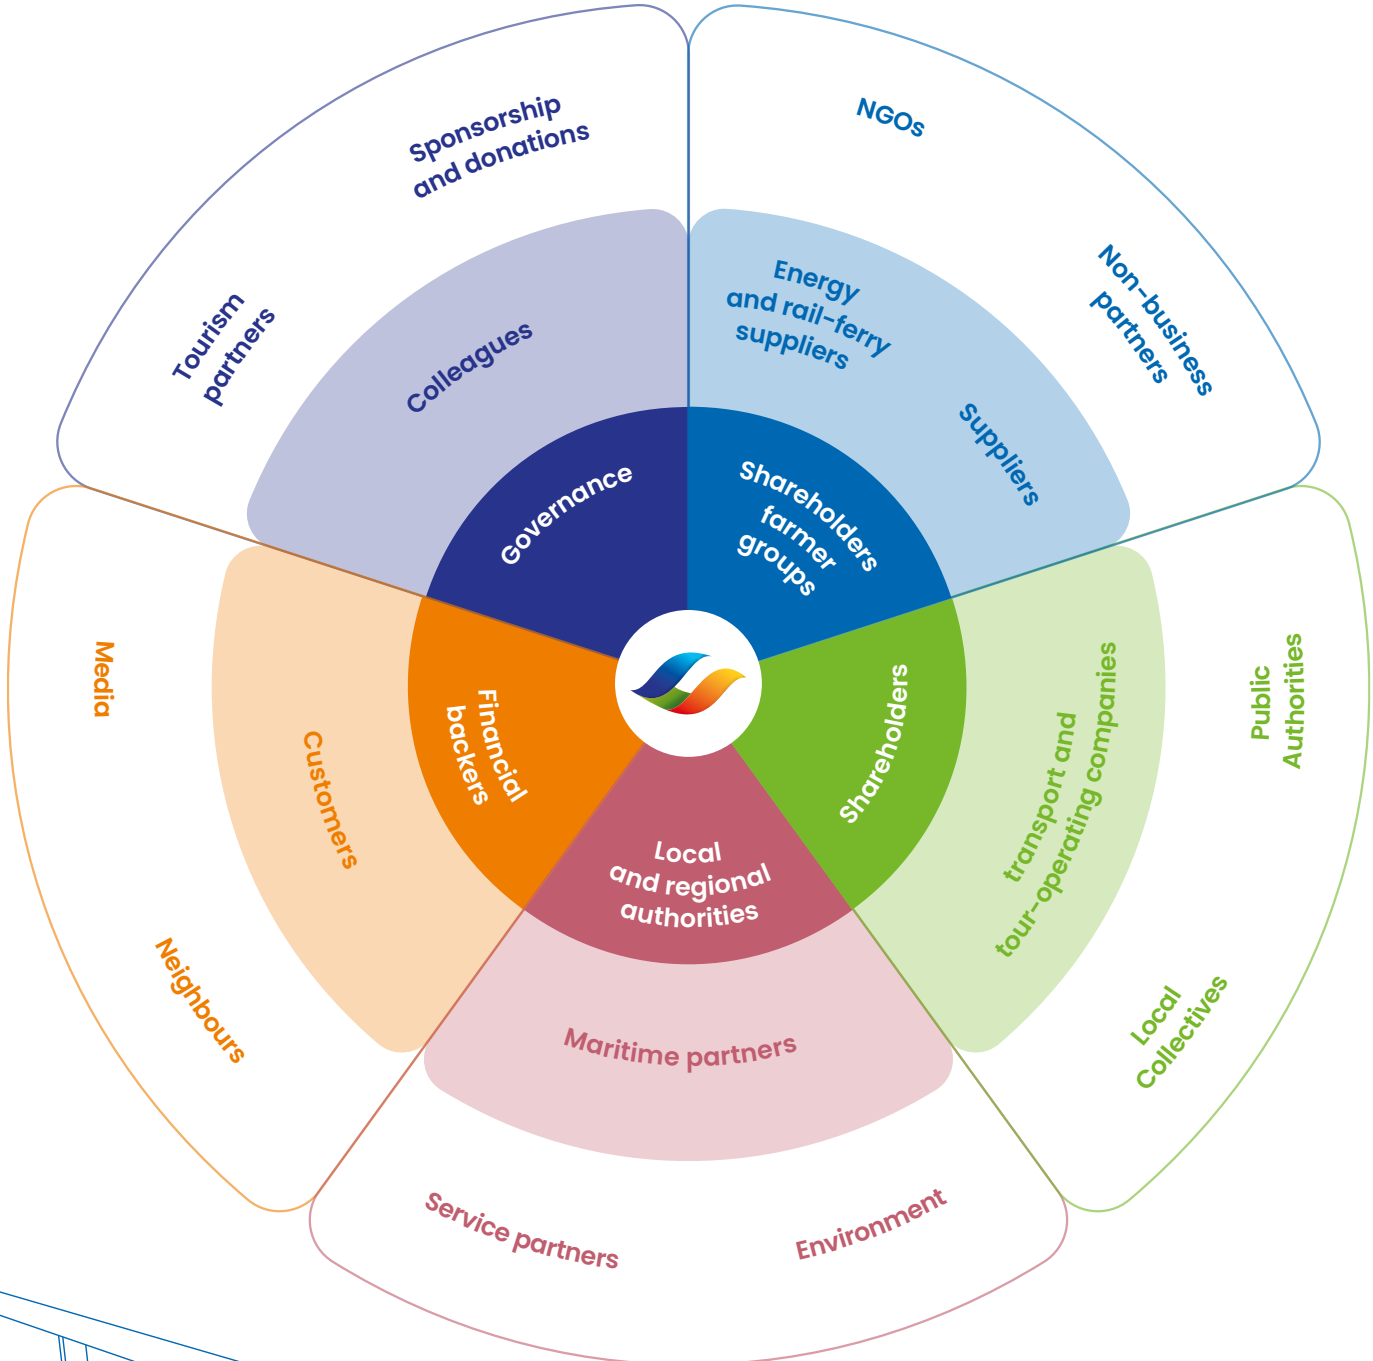 Sponsorship
and donations
Tourism
partners
Colleagues
Governance
NGOs
Non-business
partners
Energy
and rail-ferry
suppliers
Suppliers
Shareholders
farmer
groups
Public
Authorities
Local
Collectives
transport and
tour-operating companies
Shareholders
Local
and regional
authorities
Maritime partners
Service partners
Environment
Financial
backers
Customers
Media
Neighbours